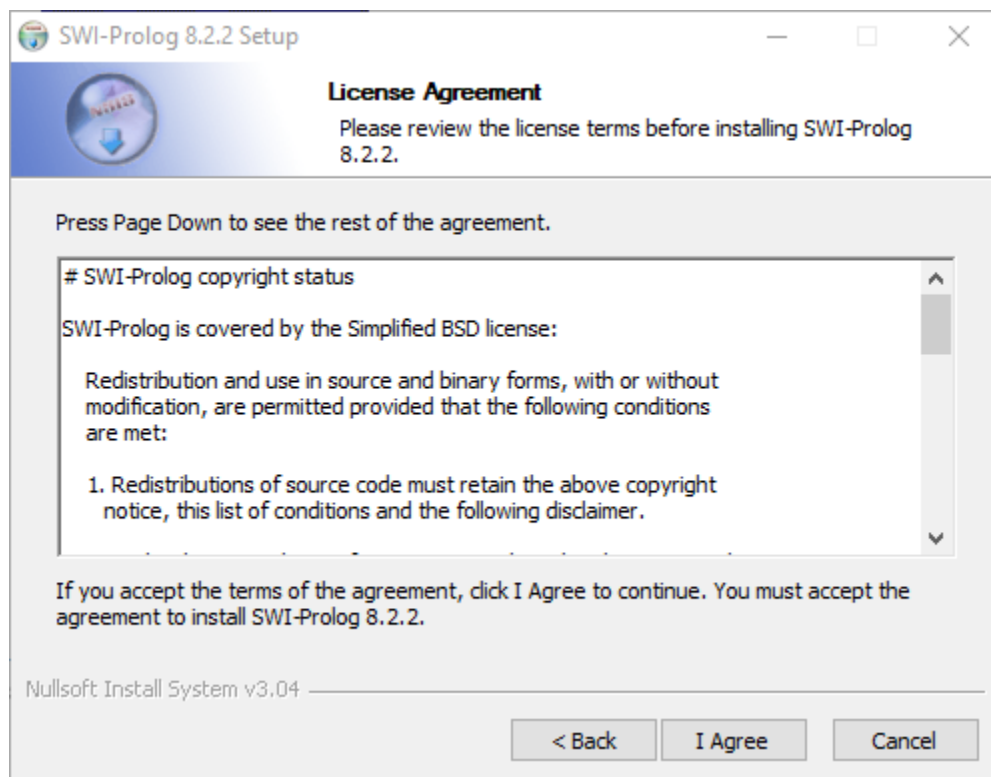 SWI-Prolog 8.2.2 Setup
License Agreement
Please review the license terms before installing SWI-Prolog
8.2.2.
Press Page Down to see the rest of the agreement.
# SWI-Prolog copyright status
SWI-Prolog is covered by the Simplified BSD license:
Redistribution and use in source and binary forms, with or without
modification, are permitted provided that the following conditions
are met:
1. Redistributions of source code must retain the above copyright
notice, this list of conditions and the following disclaimer.
If you accept the terms of the agreement, click I Agree to continue. You must accept the
agreement to install SWI-Prolog 8.2.2.
Nullsoft Install System v3.04
< Back
I Agree
Cancel